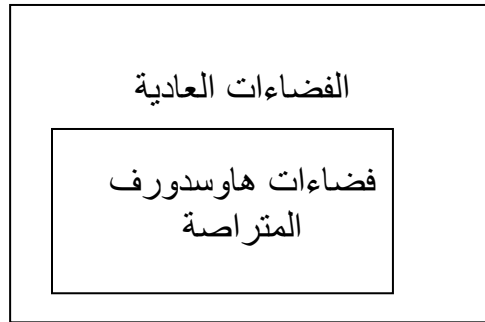 الفضاءات العادية
فضاءات هاوسدورف
المتراصة